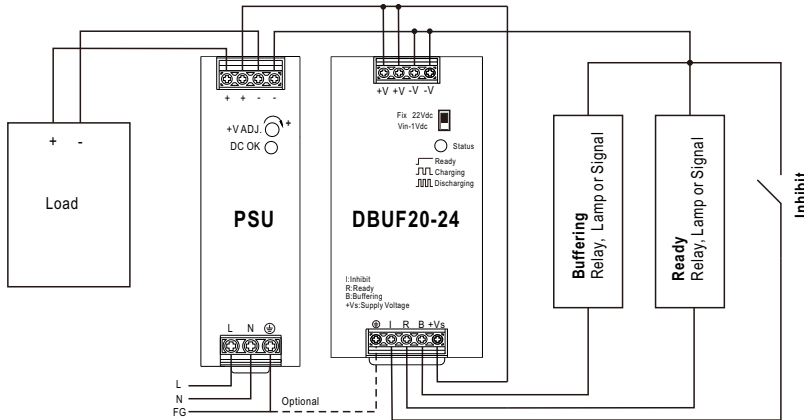 +V +V -V -V
+ + - -
+ -
Load
+V ADJ. +
DC OK
PSU
L N
L
N
FG
Optional
Fix 22Vdc
Vin-1Vdc
Status
Ready
Charging
Discharging
DBUF20-24
I:Inhibit
R:Ready
B:Buffering
+Vs:Supply Voltage
I R B +Vs
Buffering
Relay, Lamp or Signal
Ready
Relay, Lamp or Signal
Inhibit